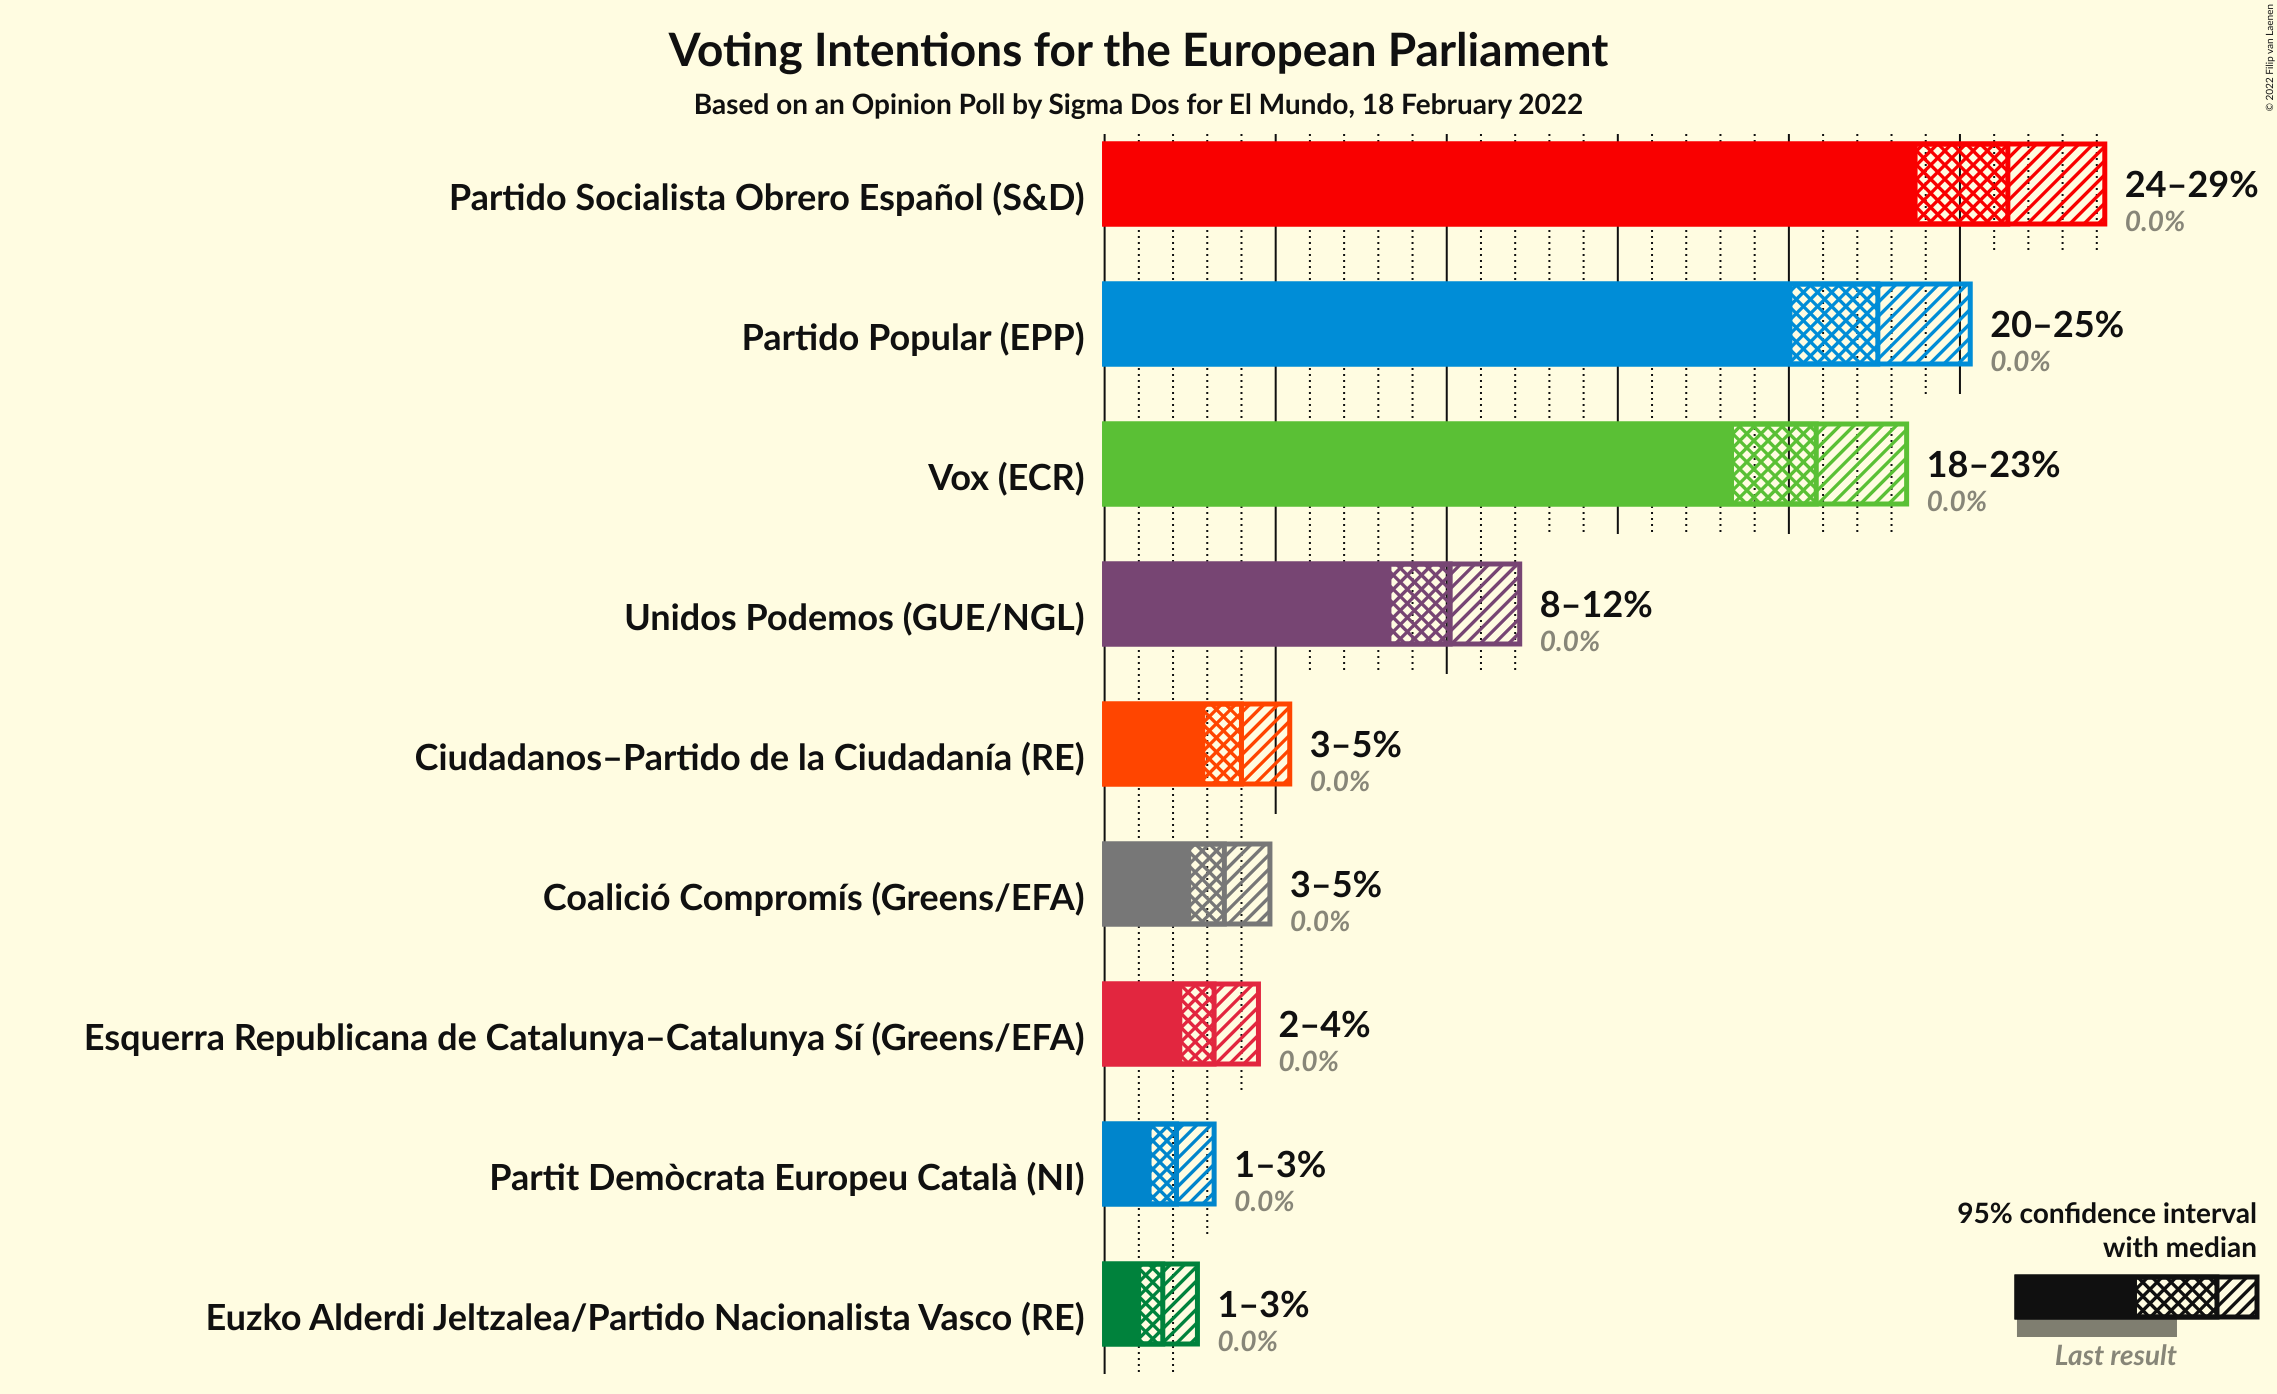 Voting Intentions for the European Parliament
Based on an Opinion Poll by Sigma Dos for El Mundo, 18 February 2022
© 2022 Filip van Laenen
Partido Socialista Obrero Español (S&D)
24–29%
0.0%
Partido Popular (EPP)
20–25%
0.0%
Vox (ECR)
18–23%
0.0%
Unidos Podemos (GUE/NGL)
8–12%
0.0%
Ciudadanos–Partido de la Ciudadanía (RE)
3–5%
0.0%
Coalició Compromís (Greens/EFA)
3–5%
0.0%
Esquerra Republicana de Catalunya–Catalunya Sí (Greens/EFA)
2–4%
0.0%
Partit Demòcrata Europeu Català (NI)
1–3%
0.0%
Euzko Alderdi Jeltzalea/Partido Nacionalista Vasco (RE)
1–3%
0.0%
95% confidence interval
with median
Last result